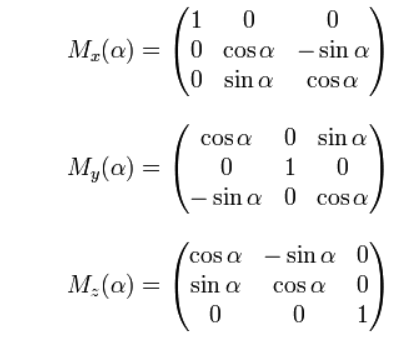 M_x(α) = ( 1 0 0
0 cos α − sin α
0 sin α cos α )
M_y(α) = ( cos α 0 sin α
0 1 0
− sin α 0 cos α )
M_z(α) = ( cos α − sin α 0
sin α cos α 0
0 0 1 )